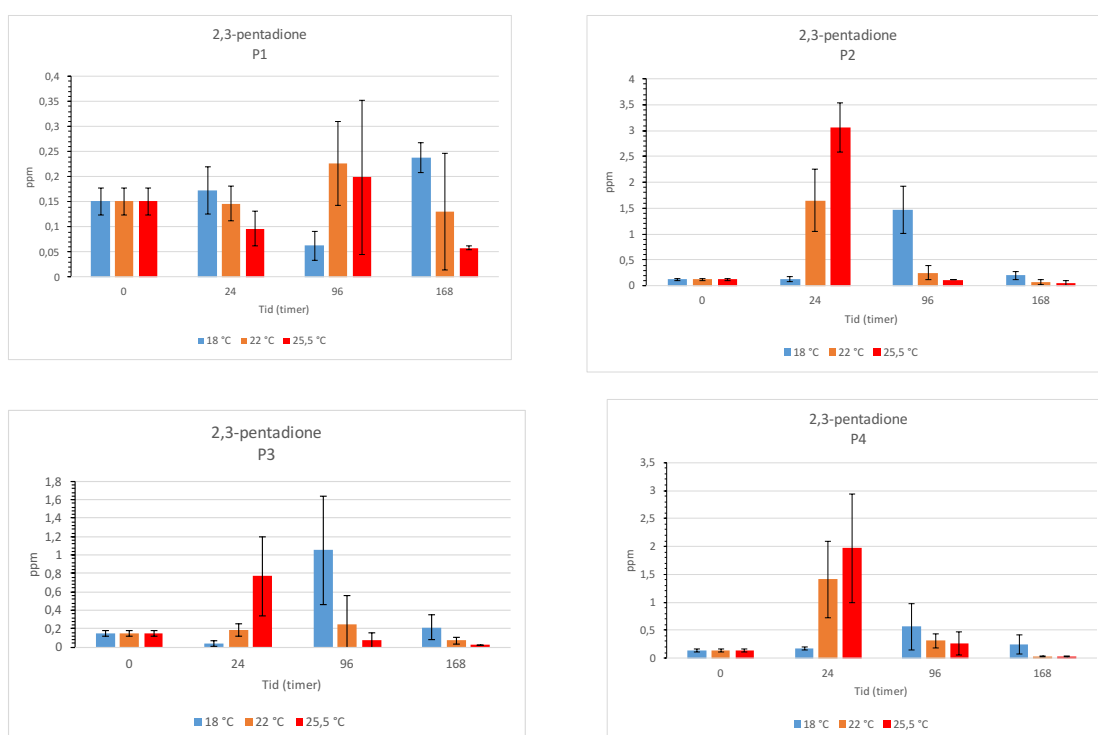 2,3-pentadione
P1
0,4
0,35
0,3
0,25
0,2
0,15
0,1
0,05
0
ppm
0 24 96 168
Tid (timer)
18 °C 22 °C 25,5 °C
2,3-pentadione
P2
4
3,5
3
2,5
2
1,5
1
0,5
0
ppm
0 24 96 168
Tid (timer)
18 °C 22 °C 25,5 °C
2,3-pentadione
P3
1,8
1,6
1,4
1,2
1
0,8
0,6
0,4
0,2
0
ppm
0 24 96 168
Tid (timer)
18 °C 22 °C 25,5 °C
2,3-pentadione
P4
3,5
3
2,5
2
1,5
1
0,5
0
ppm
0 24 96 168
Tid (timer)
18 °C 22 °C 25,5 °C